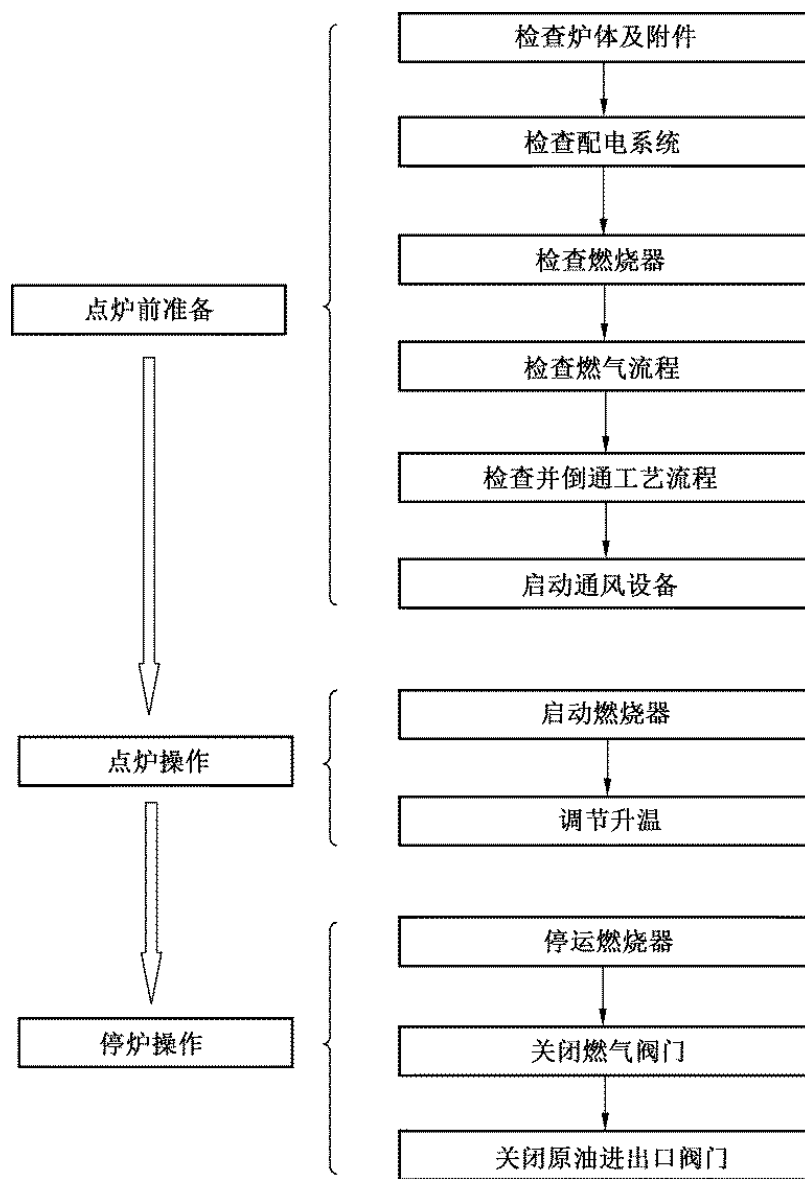 检查炉体及附件
检查配电系统
检查燃烧器
点炉前准备
检查燃气流程
检查并倒通工艺流程
启动通风设备
启动燃烧器
点炉操作
调节升温
停运燃烧器
停炉操作
关闭燃气阀门
关闭原油进出口阀门